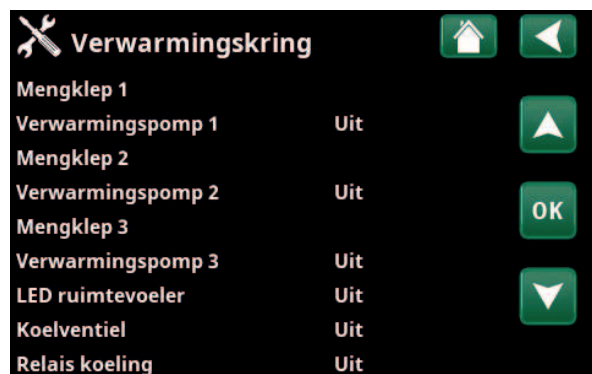 Verwarmingskring
Mengklep 1
Verwarmingspomp 1 Uit
Mengklep 2
Verwarmingspomp 2 Uit
OK
Mengklep 3
Verwarmingspomp 3 Uit
LED ruimtevoeler Uit
Koelventiel Uit
Relais koeling Uit